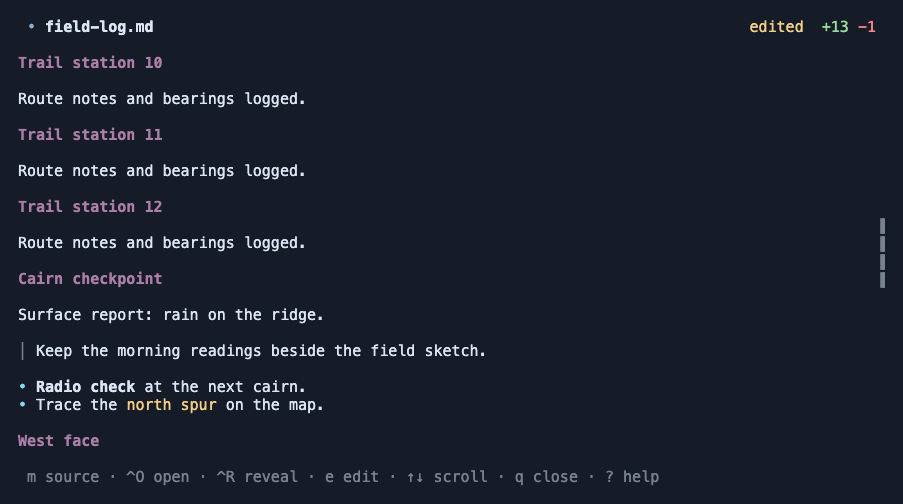 • field-log.md edited +13 -1
Trail station 10
Route notes and bearings logged.
Trail station 11
Route notes and bearings logged.
Trail station 12
Route notes and bearings logged.
Cairn checkpoint
Surface report: rain on the ridge.
Keep the morning readings beside the field sketch.
• Radio check at the next cairn.
• Trace the north spur on the map.
West face
m source · ^O open · ^R reveal · e edit · ↑↓ scroll · q close · ? help